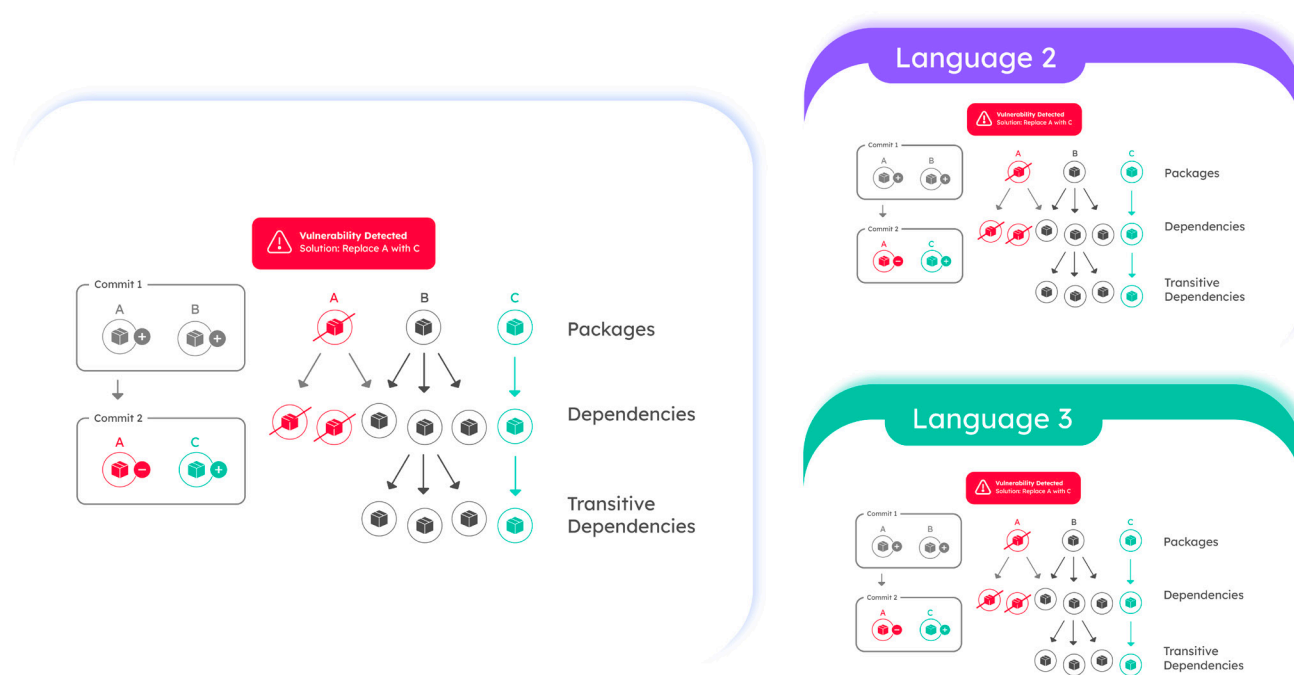 Vulnerability Detected
Solution: Replace A with C
Commit 1
A B
Commit 2
A C
A B C
Packages
Dependencies
Transitive
Dependencies
Language 2
Vulnerability Detected
Solution: Replace A with C
Commit 1
A B
Commit 2
A C
A B C
Packages
Dependencies
Transitive
Dependencies
Language 3
Vulnerability Detected
Solution: Replace A with C
Commit 1
A B
Commit 2
A C
A B C
Packages
Dependencies
Transitive
Dependencies